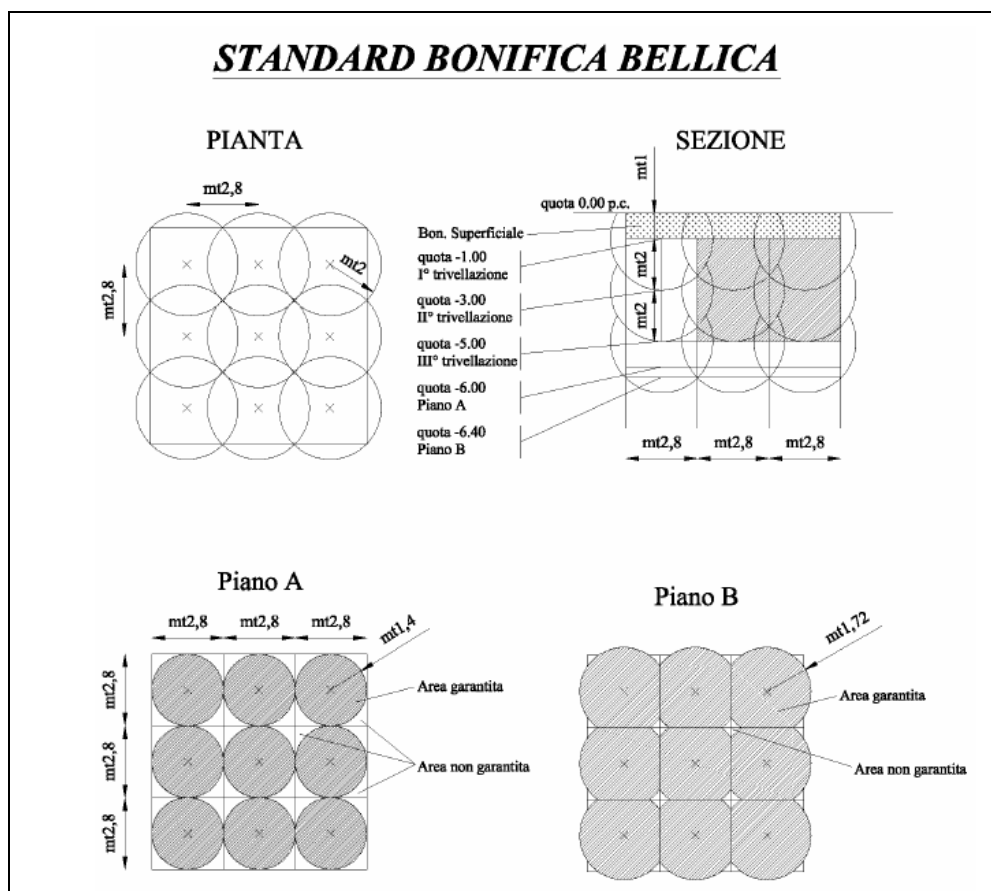 STANDARD BONIFICA BELLICA
PIANTA
mt2,8
mt2,8
mt2
SEZIONE
mt1
quota 0.00 p.c.
Bon. Superficiale
quota -1.00
I° trivellazione
quota -3.00
II° trivellazione
quota -5.00
III° trivellazione
quota -6.00
Piano A
quota -6.40
Piano B
mt2
mt2
mt2,8 mt2,8 mt2,8
Piano A
mt2,8 mt2,8 mt2,8
mt1,4
mt2,8
mt2,8
mt2,8
Area garantita
Area non garantita
Piano B
mt1,72
Area garantita
Area non garantita